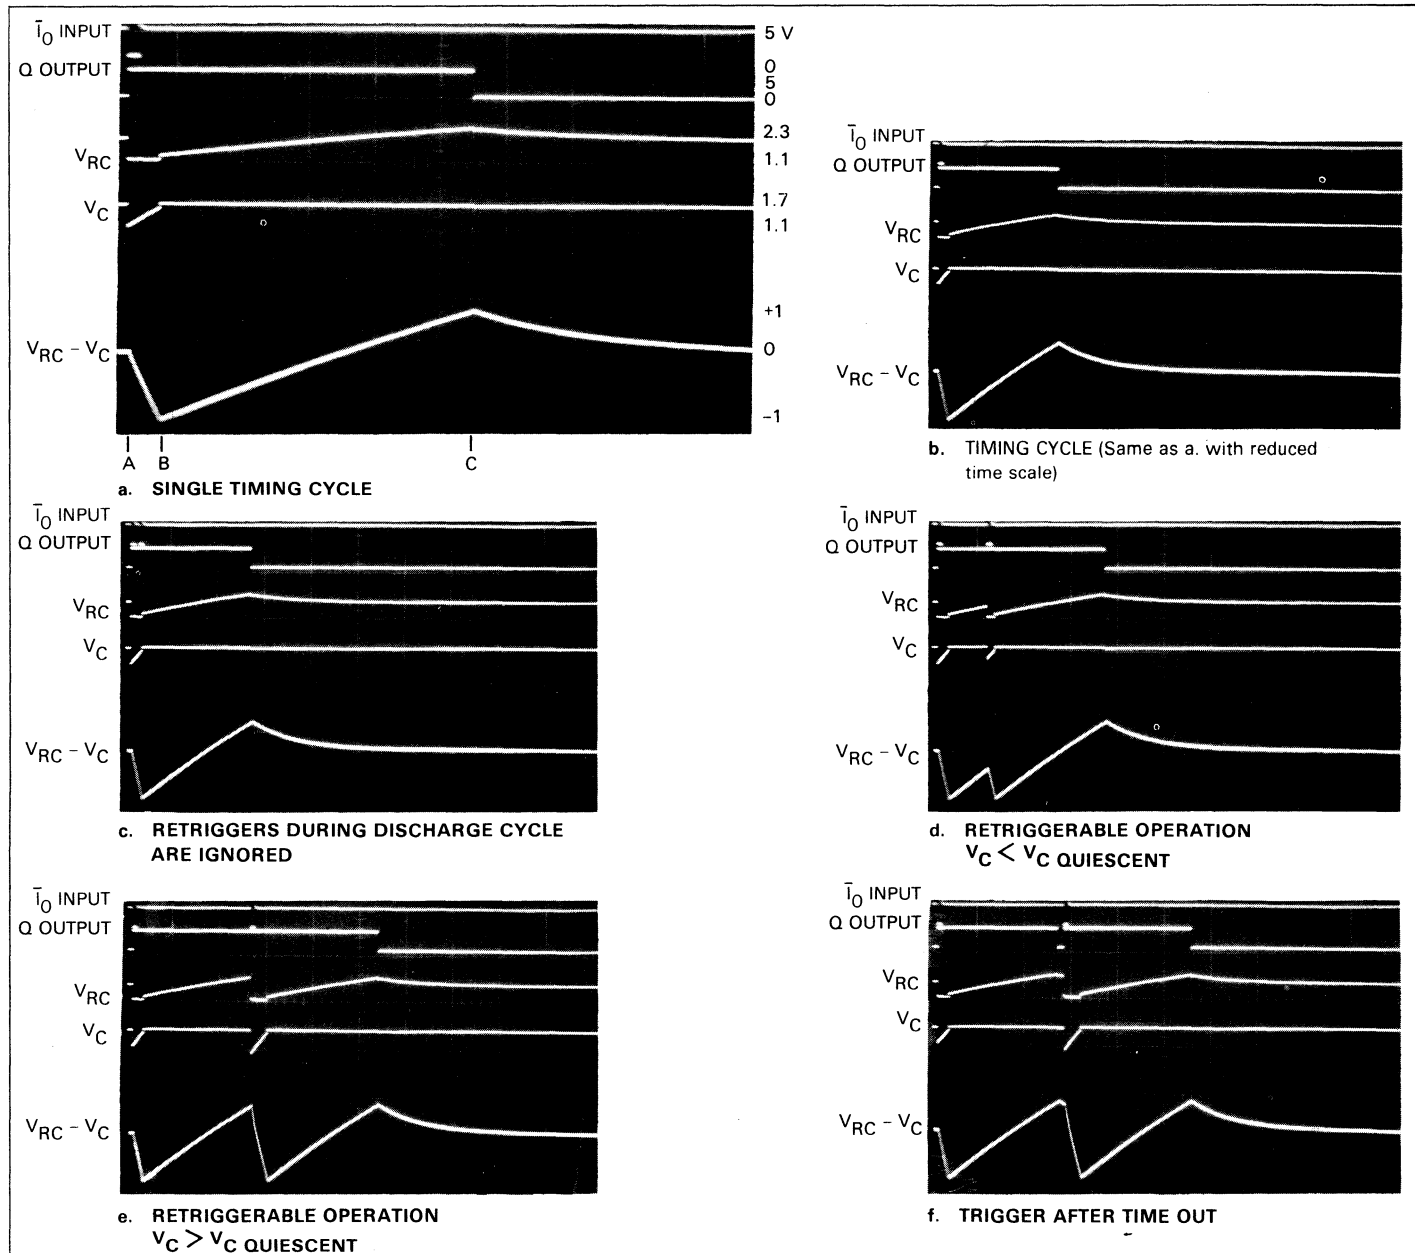 Ī0 INPUT
5 V
Q OUTPUT
0
5
0
VRC
2.3
1.1
VC
1.7
1.1
VRC – VC
+1
0
–1
A B C
a. SINGLE TIMING CYCLE
Ī0 INPUT
Q OUTPUT
VRC
VC
VRC – VC
b. TIMING CYCLE (Same as a. with reduced
time scale)
Ī0 INPUT
Q OUTPUT
VRC
VC
VRC – VC
c. RETRIGGERS DURING DISCHARGE CYCLE
ARE IGNORED
Ī0 INPUT
Q OUTPUT
VRC
VC
VRC – VC
d. RETRIGGERABLE OPERATION
VC < VC QUIESCENT
Ī0 INPUT
Q OUTPUT
VRC
VC
VRC – VC
e. RETRIGGERABLE OPERATION
VC > VC QUIESCENT
Ī0 INPUT
Q OUTPUT
VRC
VC
VRC – VC
f. TRIGGER AFTER TIME OUT